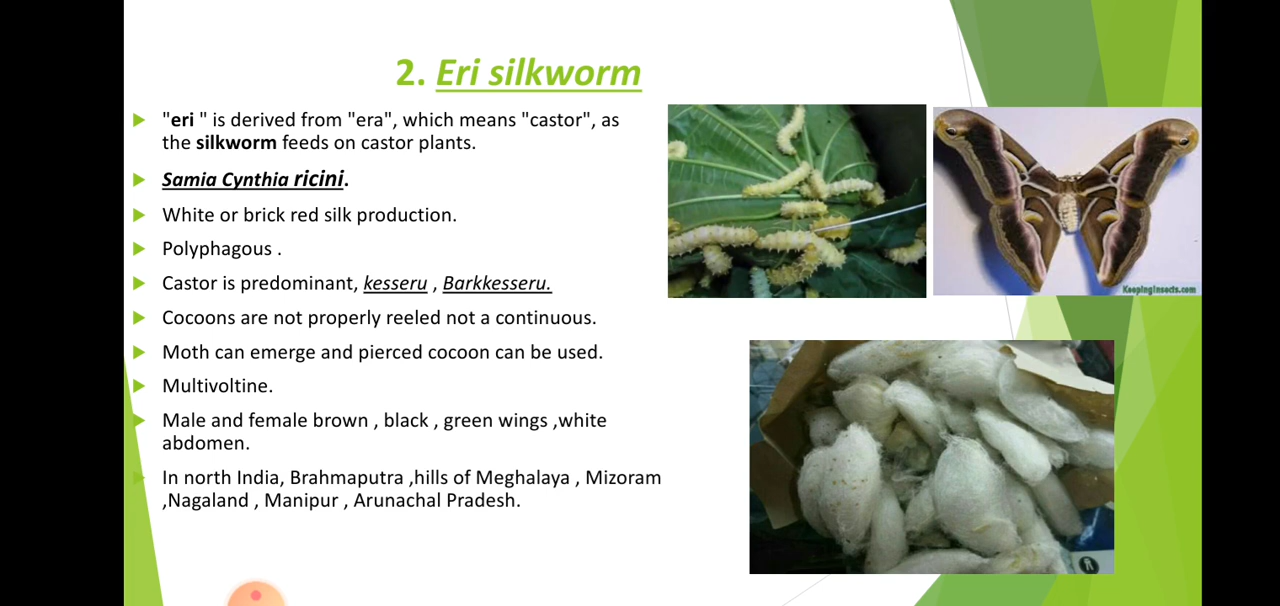 2. Eri silkworm
"eri " is derived from "era", which means "castor", as
the silkworm feeds on castor plants.
Samia Cynthia ricini.
White or brick red silk production.
Polyphagous .
Castor is predominant, kesseru , Barkkesseru.
Cocoons are not properly reeled not a continuous.
Moth can emerge and pierced cocoon can be used.
Multivoltine.
Male and female brown , black , green wings ,white
abdomen.
In north India, Brahmaputra ,hills of Meghalaya , Mizoram
,Nagaland , Manipur , Arunachal Pradesh.
KeepingInsects.com